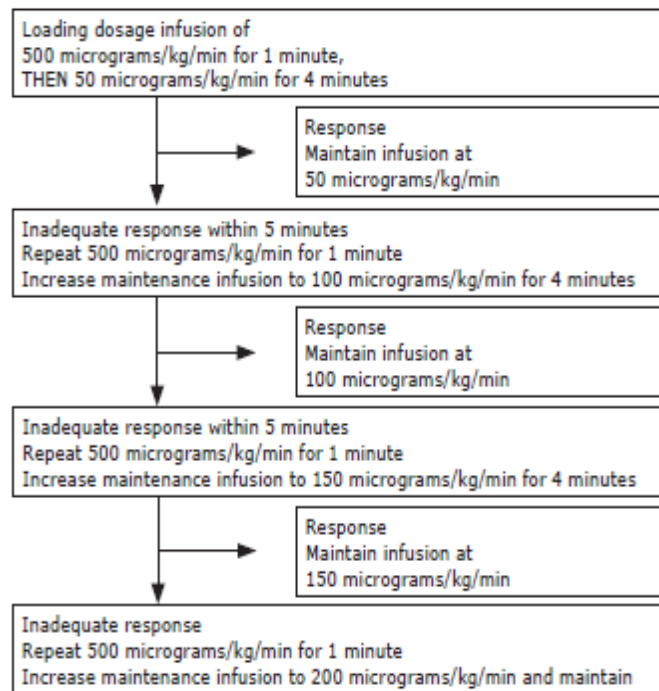 Loading dosage infusion of
500 micrograms/kg/min for 1 minute,
THEN 50 micrograms/kg/min for 4 minutes
Response
Maintain infusion at
50 micrograms/kg/min
Inadequate response within 5 minutes
Repeat 500 micrograms/kg/min for 1 minute
Increase maintenance infusion to 100 micrograms/kg/min for 4 minutes
Response
Maintain infusion at
100 micrograms/kg/min
Inadequate response within 5 minutes
Repeat 500 micrograms/kg/min for 1 minute
Increase maintenance infusion to 150 micrograms/kg/min for 4 minutes
Response
Maintain infusion at
150 micrograms/kg/min
Inadequate response
Repeat 500 micrograms/kg/min for 1 minute
Increase maintenance infusion to 200 micrograms/kg/min and maintain